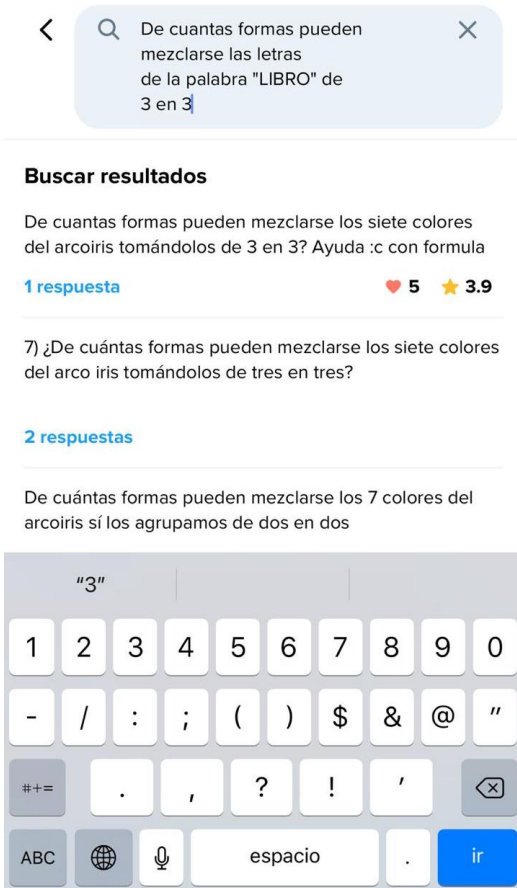 De cuantas formas pueden
mezclarse las letras
de la palabra "LIBRO" de
3 en 3
Buscar resultados
De cuantas formas pueden mezclarse los siete colores
del arcoiris tomándolos de 3 en 3? Ayuda :c con formula
1 respuesta 5 3.9
7) ¿De cuántas formas pueden mezclarse los siete colores
del arco iris tomándolos de tres en tres?
2 respuestas
De cuántas formas pueden mezclarse los 7 colores del
arcoiris sí los agrupamos de dos en dos
“3”
1 2 3 4 5 6 7 8 9 0
- / : ; ( ) $ & @ "
#+= . , ? ! ’
ABC espacio . ir